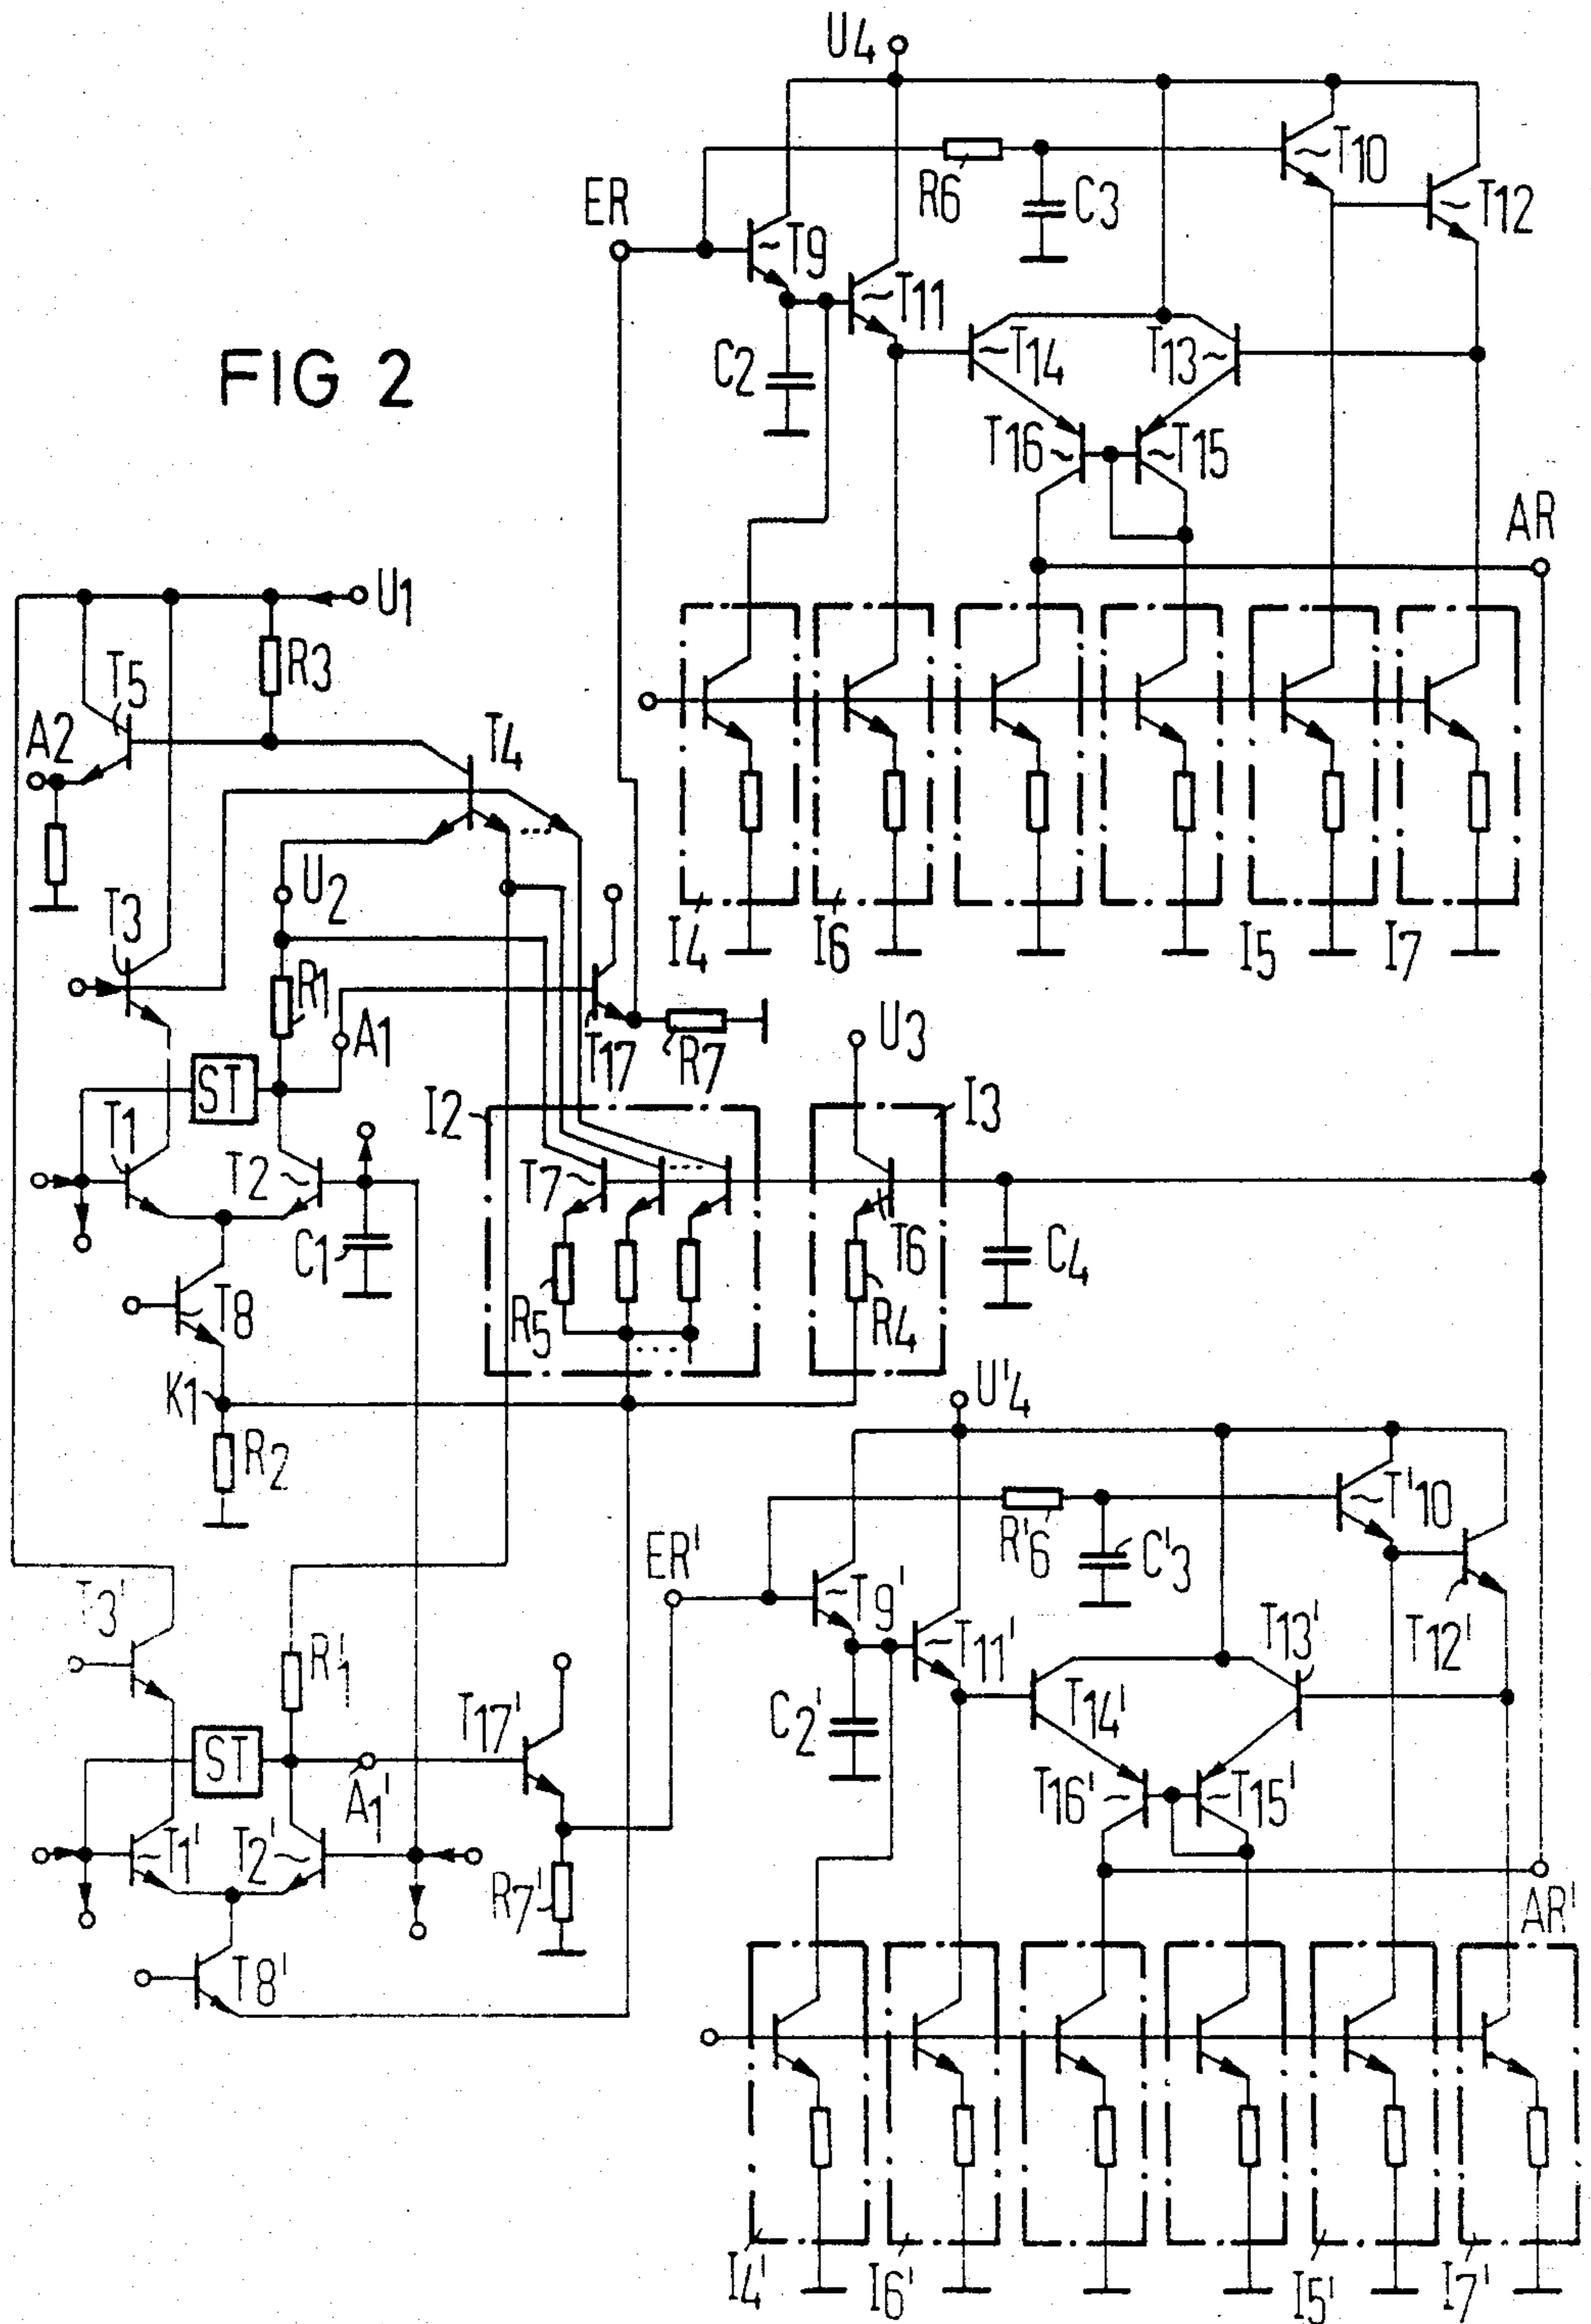 FIG 2
U4
T10
R6
C3
T12
ER
T9
T11
C2
T14
T13
T16
T15
AR
U1
R3
T5
A2
T4
U2
T3
R1
A1
T17
R7
I4
I6
I5
I7
U3
ST
I2
I3
T1
T2
T7
C1
T6
C4
T8
R5
R4
K1
R2
U'4
T'10
R'6
C'3
ER'
T9'
T12'
T3'
T11'
T13'
R'1
T17'
C2'
T14'
ST
A1'
T16'
T15'
T1'
T2'
R7'
AR'
T8'
I4'
I6'
I5'
I7'